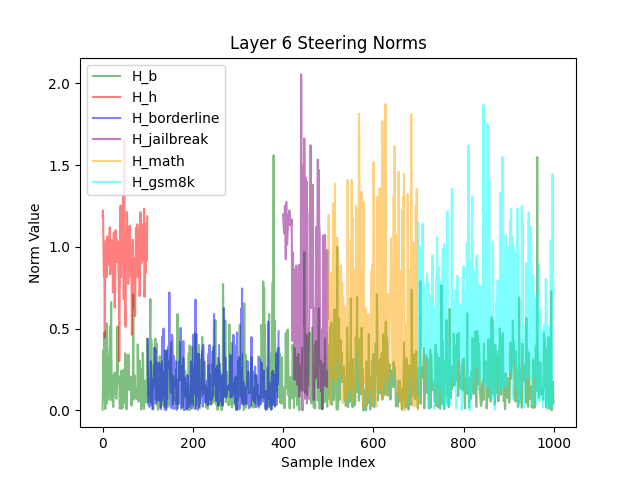 Layer 6 Steering Norms
Norm Value
2.0
1.5
1.0
0.5
0.0
H_b
H_h
H_borderline
H_jailbreak
H_math
H_gsm8k
0 200 400 600 800 1000
Sample Index